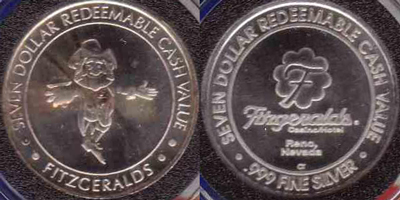 SEVEN DOLLAR REDEEMABLE CASH VALUE
• FITZGERALDS •
F
Fitzgeralds
Casino/Hotel
Reno,
Nevada
SEVEN DOLLAR REDEEMABLE CASH VALUE
• .999 FINE SILVER •